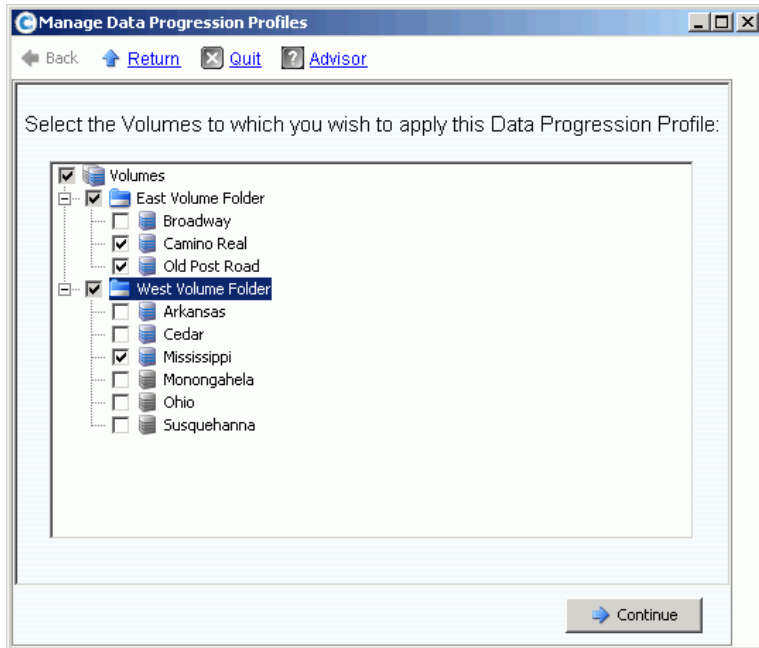 Manage Data Progression Profiles
Back Return Quit Advisor
Select the Volumes to which you wish to apply this Data Progression Profile:
Volumes
East Volume Folder
Broadway
Camino Real
Old Post Road
West Volume Folder
Arkansas
Cedar
Mississippi
Monongahela
Ohio
Susquehanna
Continue